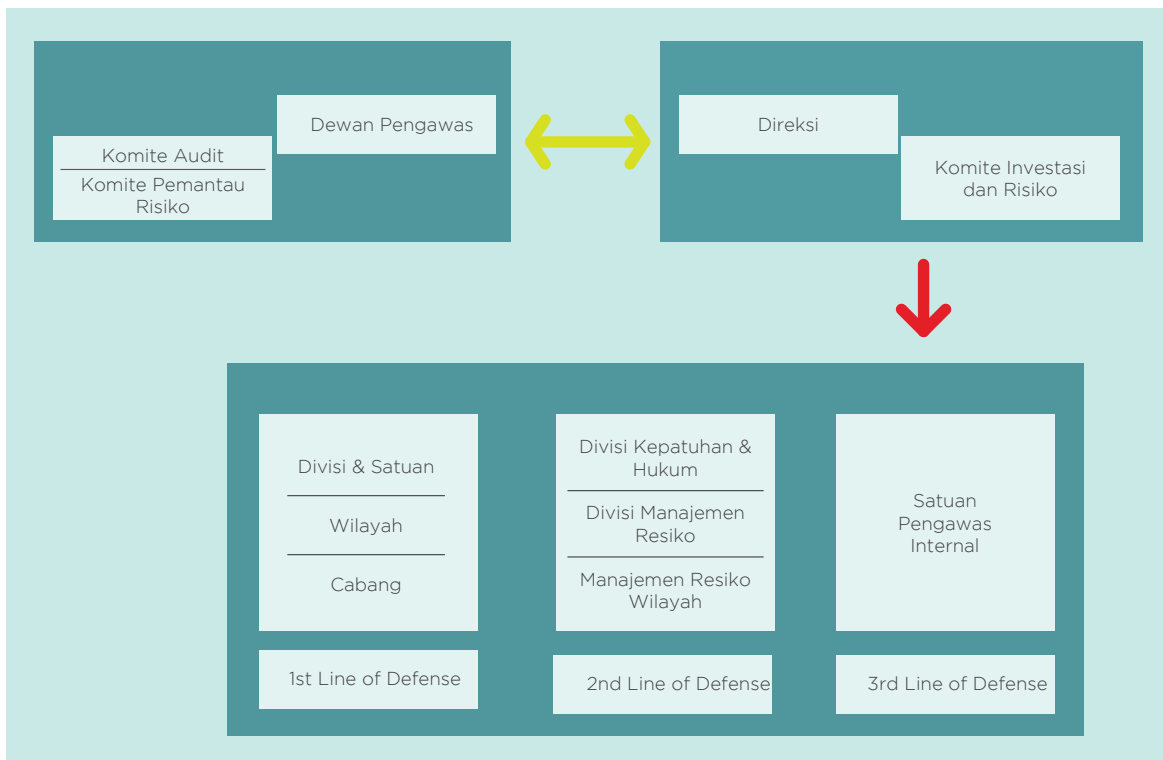 Dewan Pengawas
Komite Audit
Komite Pemantau
Risiko
Direksi
Komite Investasi
dan Risiko
Divisi & Satuan
Wilayah
Cabang
1st Line of Defense
Divisi Kepatuhan &
Hukum
Divisi Manajemen
Resiko
Manajemen Resiko
Wilayah
2nd Line of Defense
Satuan
Pengawas
Internal
3rd Line of Defense